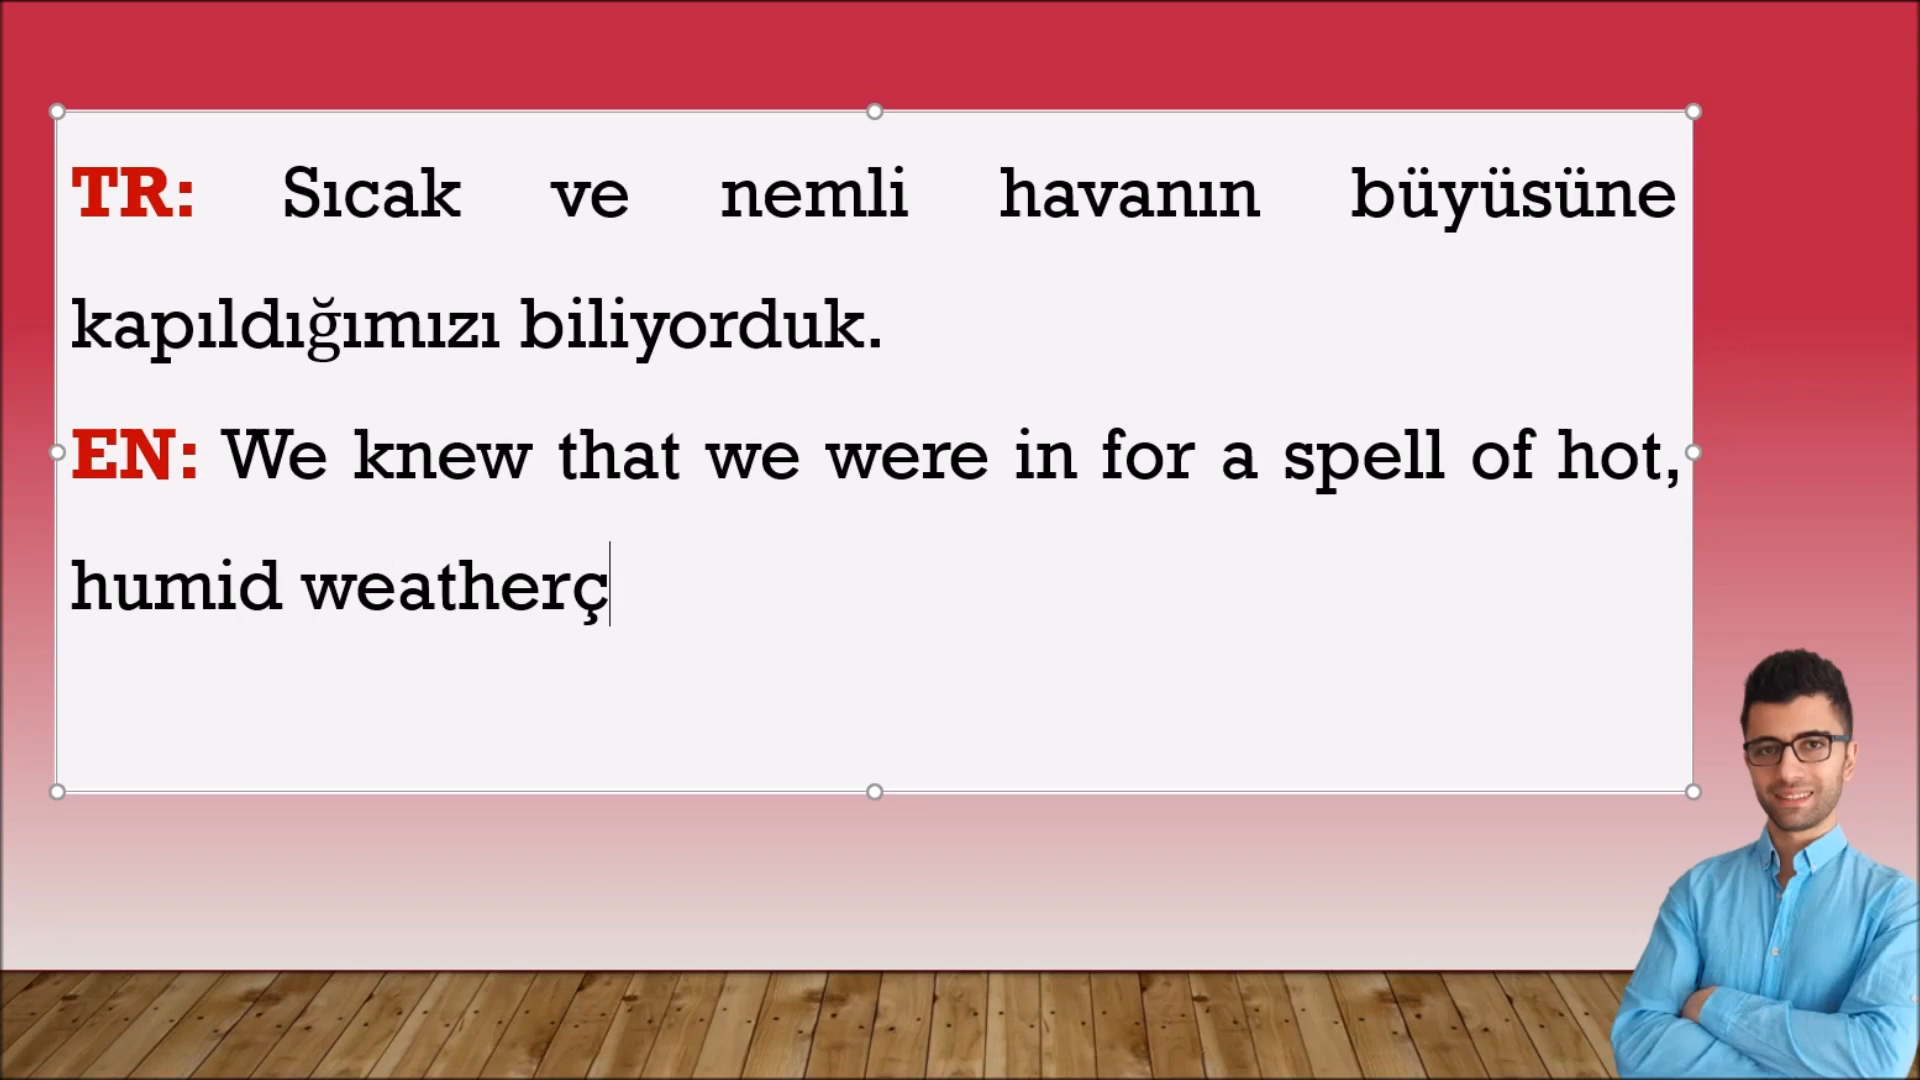 TR: Sıcak ve nemli havanın büyüsüne
kapıldığımızı biliyorduk.
EN: We knew that we were in for a spell of hot,
humid weatherç